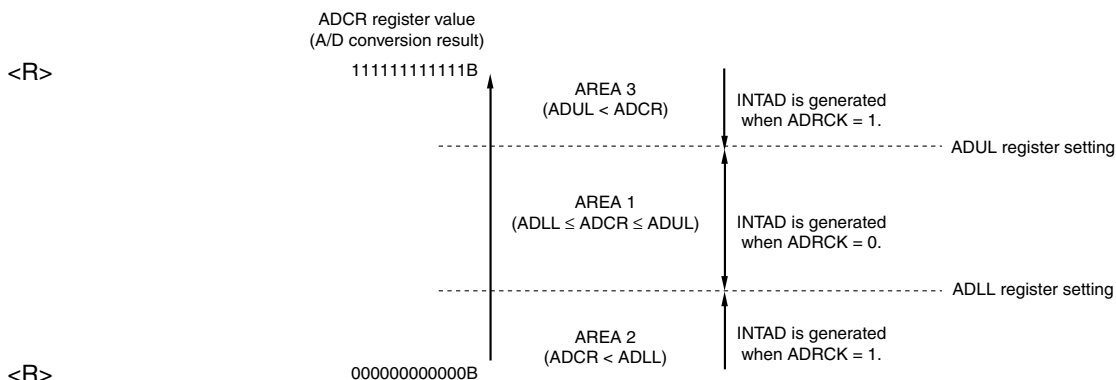 ADCR register value
(A/D conversion result)
<R>
111111111111B
AREA 3
(ADUL < ADCR)
INTAD is generated
when ADRCK = 1.
ADUL register setting
AREA 1
(ADLL ≤ ADCR ≤ ADUL)
INTAD is generated
when ADRCK = 0.
ADLL register setting
AREA 2
(ADCR < ADLL)
INTAD is generated
when ADRCK = 1.
<R>
000000000000B